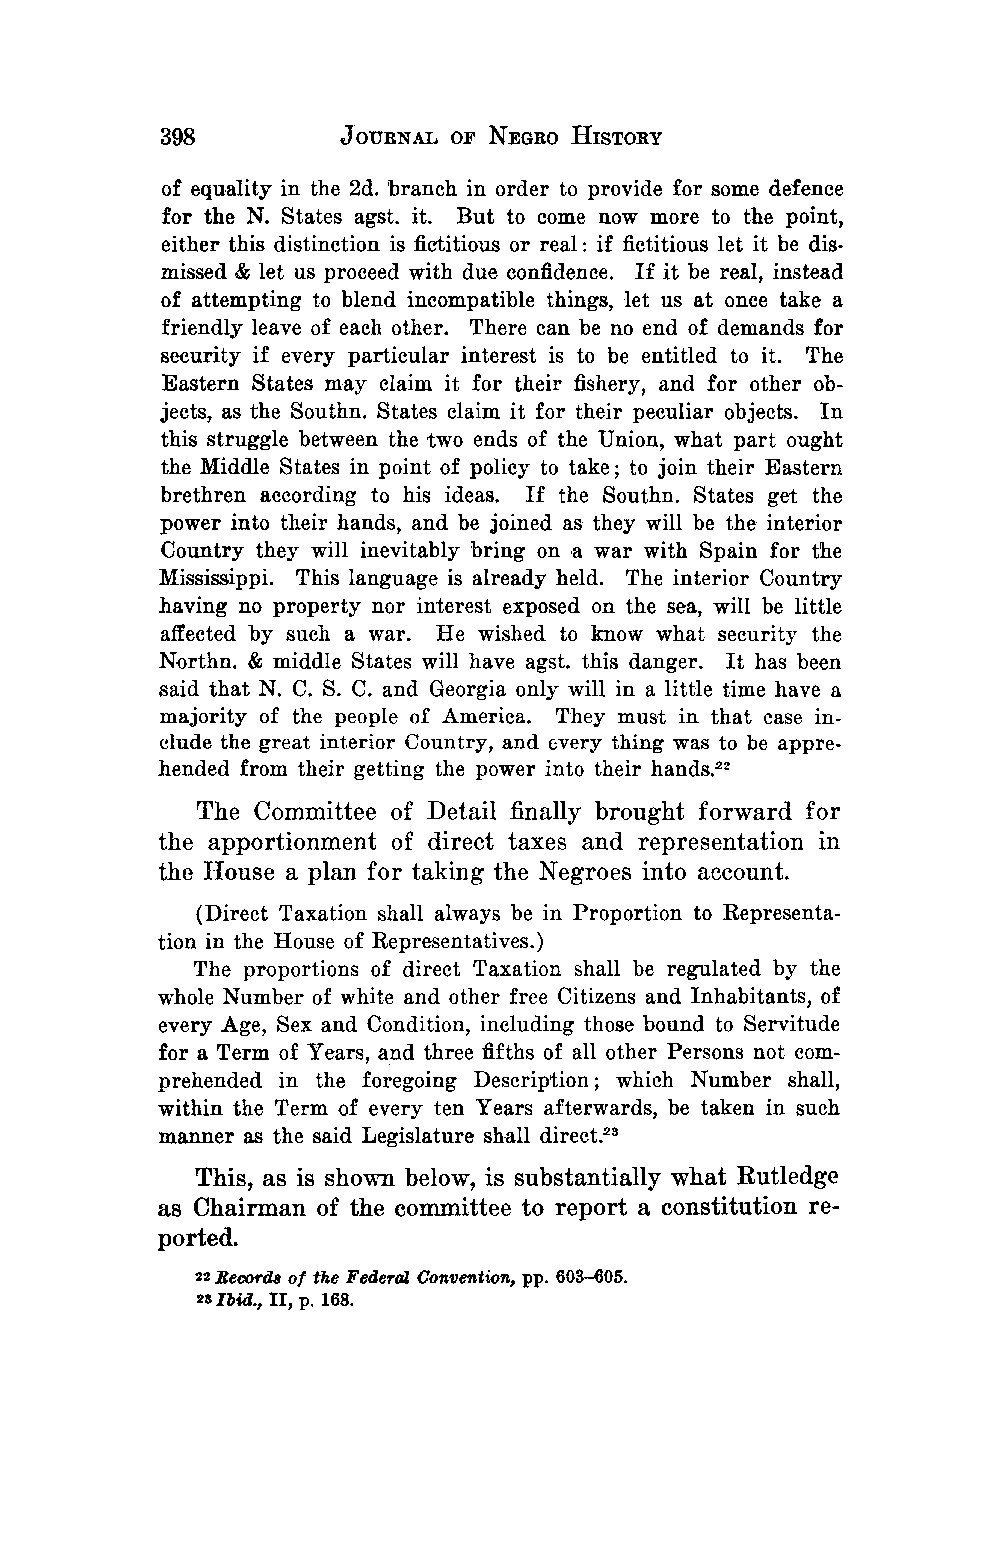 398 JOURNAL OF NEGRO HISTORY
of equality in the 2d. branch in order to provide for some defence
for the N. States agst. it. But to come now more to the point,
either this distinction is fictitious or real: if fictitious let it be dis-
missed & let us proceed with due confidence. If it be real, instead
of attempting to blend incompatible things, let us at once take a
friendly leave of each other. There can be no end of demands for
security if every particular interest is to be entitled to it. The
Eastern States may claim it for their fishery, and for other ob-
jects, as the Southn. States claim it for their peculiar objects. In
this struggle between the two ends of the Union, what part ought
the Middle States in point of policy to take; to join their Eastern
brethren according to his ideas. If the Southn. States get the
power into their hands, and be joined as they will be the interior
Country they will inevitably bring on a war with Spain for the
Mississippi. This language is already held. The interior Country
having no property nor interest exposed on the sea, will be little
affected by such a war. He wished to know what security the
Northn. & middle States will have agst. this danger. It has been
said that N. C. S. C. and Georgia only will in a little time have a
majority of the people of America. They must in that case in-
clude the great interior Country, and every thing was to be appre-
hended from their getting the power into their hands.²²
The Committee of Detail finally brought forward for
the apportionment of direct taxes and representation in
the House a plan for taking the Negroes into account.
(Direct Taxation shall always be in Proportion to Representa-
tion in the House of Representatives.)
The proportions of direct Taxation shall be regulated by the
whole Number of white and other free Citizens and Inhabitants, of
every Age, Sex and Condition, including those bound to Servitude
for a Term of Years, and three fifths of all other Persons not com-
prehended in the foregoing Description; which Number shall,
within the Term of every ten Years afterwards, be taken in such
manner as the said Legislature shall direct.²³
This, as is shown below, is substantially what Rutledge
as Chairman of the committee to report a constitution re-
ported.
²² Records of the Federal Convention, pp. 603–605.
²³ Ibid., II, p. 168.